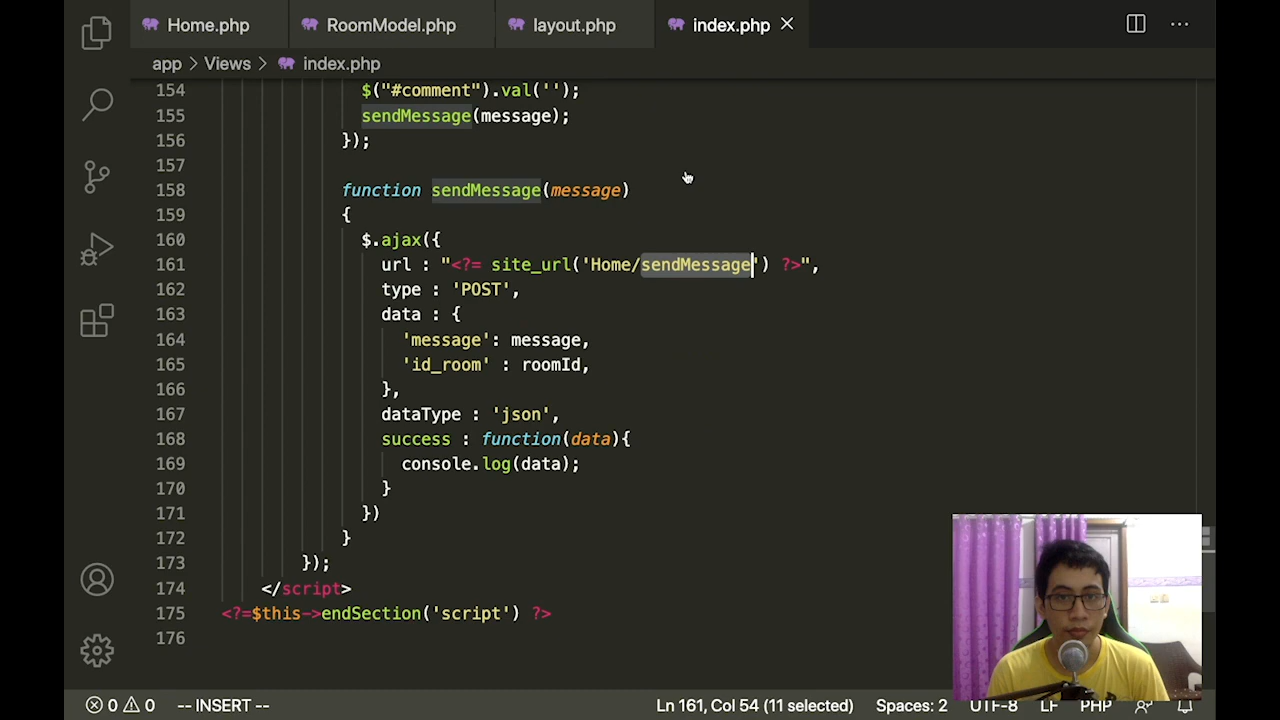 Home.php RoomModel.php layout.php index.php
app > Views > index.php
154 $("#comment").val('');
155 sendMessage(message);
156 });
157
158 function sendMessage(message)
159 {
160 $.ajax({
161 url : "<?= site_url('Home/sendMessage') ?>",
162 type : 'POST',
163 data : {
164 'message': message,
165 'id_room' : roomId,
166 },
167 dataType : 'json',
168 success : function(data){
169 console.log(data);
170 }
171 })
172 }
173 });
174 </script>
175 <?=$this->endSection('script') ?>
176
0 0 -- INSERT -- Ln 161, Col 54 (11 selected) Spaces: 2 UTF-8 LF PHP